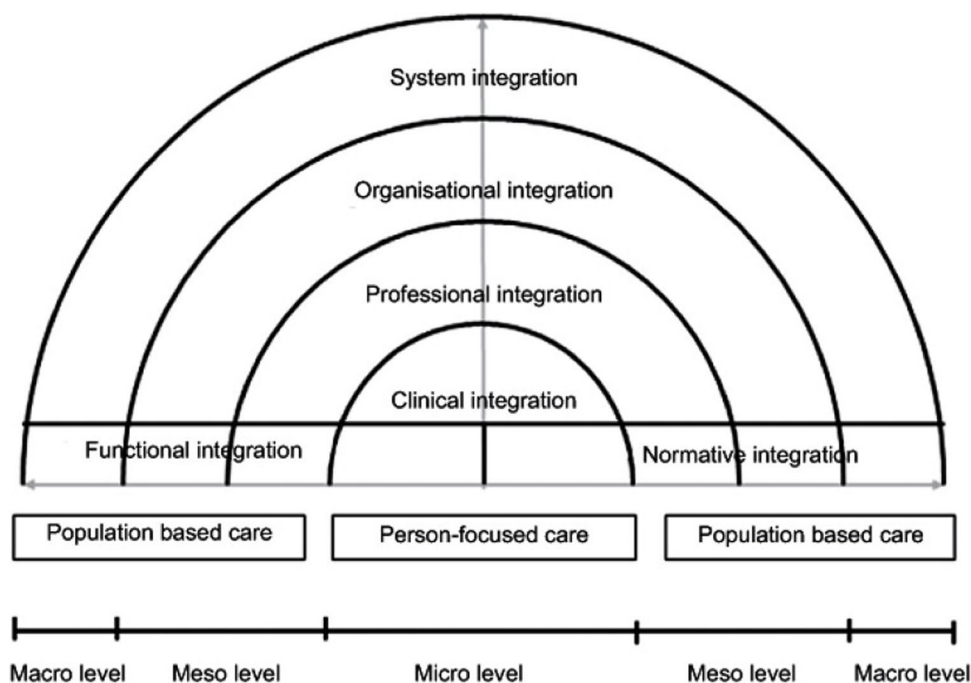 System integration
Organisational integration
Professional integration
Clinical integration
Functional integration
Normative integration
Population based care
Person-focused care
Population based care
Macro level
Meso level
Micro level
Meso level
Macro level